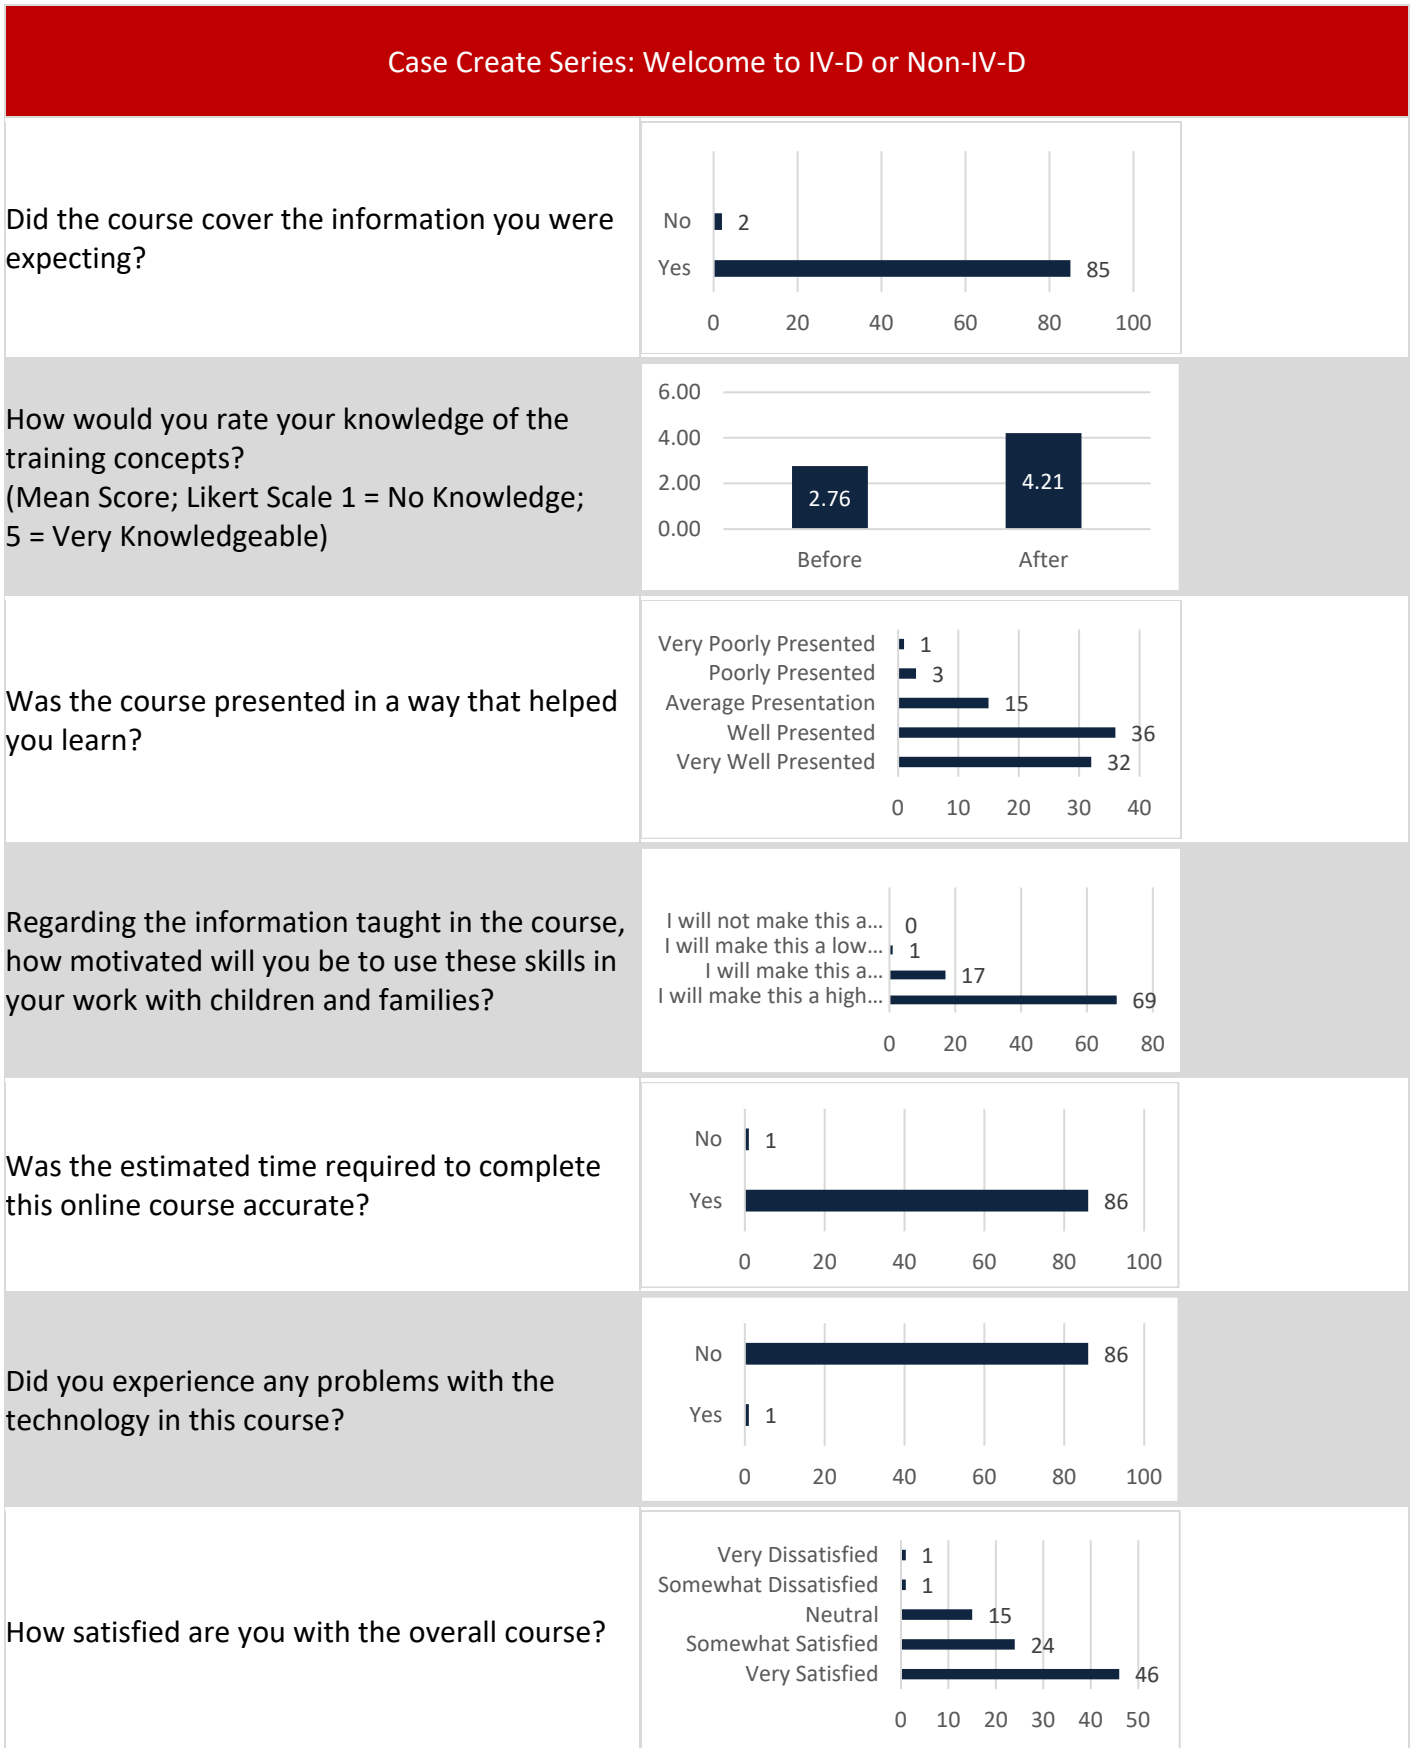 Case Create Series: Welcome to IV-D or Non-IV-D
Did the course cover the information you were
expecting?
No 2
Yes 85
0 20 40 60 80 100
How would you rate your knowledge of the
training concepts?
(Mean Score; Likert Scale 1 = No Knowledge;
5 = Very Knowledgeable)
6.00
4.00
2.00
0.00
2.76 4.21
Before After
Was the course presented in a way that helped
you learn?
Very Poorly Presented 1
Poorly Presented 3
Average Presentation 15
Well Presented 36
Very Well Presented 32
0 10 20 30 40
Regarding the information taught in the course,
how motivated will you be to use these skills in
your work with children and families?
I will not make this a... 0
I will make this a low... 1
I will make this a... 17
I will make this a high... 69
0 20 40 60 80
Was the estimated time required to complete
this online course accurate?
No 1
Yes 86
0 20 40 60 80 100
Did you experience any problems with the
technology in this course?
No 86
Yes 1
0 20 40 60 80 100
How satisfied are you with the overall course?
Very Dissatisfied 1
Somewhat Dissatisfied 1
Neutral 15
Somewhat Satisfied 24
Very Satisfied 46
0 10 20 30 40 50